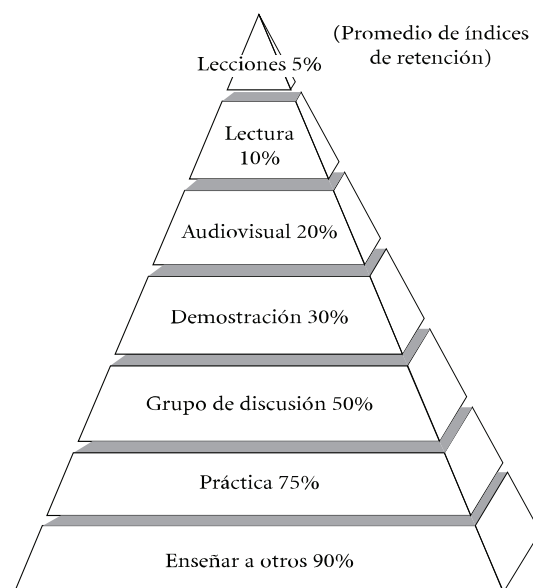 (Promedio de índices
de retención)
Lecciones 5%
Lectura
10%
Audiovisual 20%
Demostración 30%
Grupo de discusión 50%
Práctica 75%
Enseñar a otros 90%